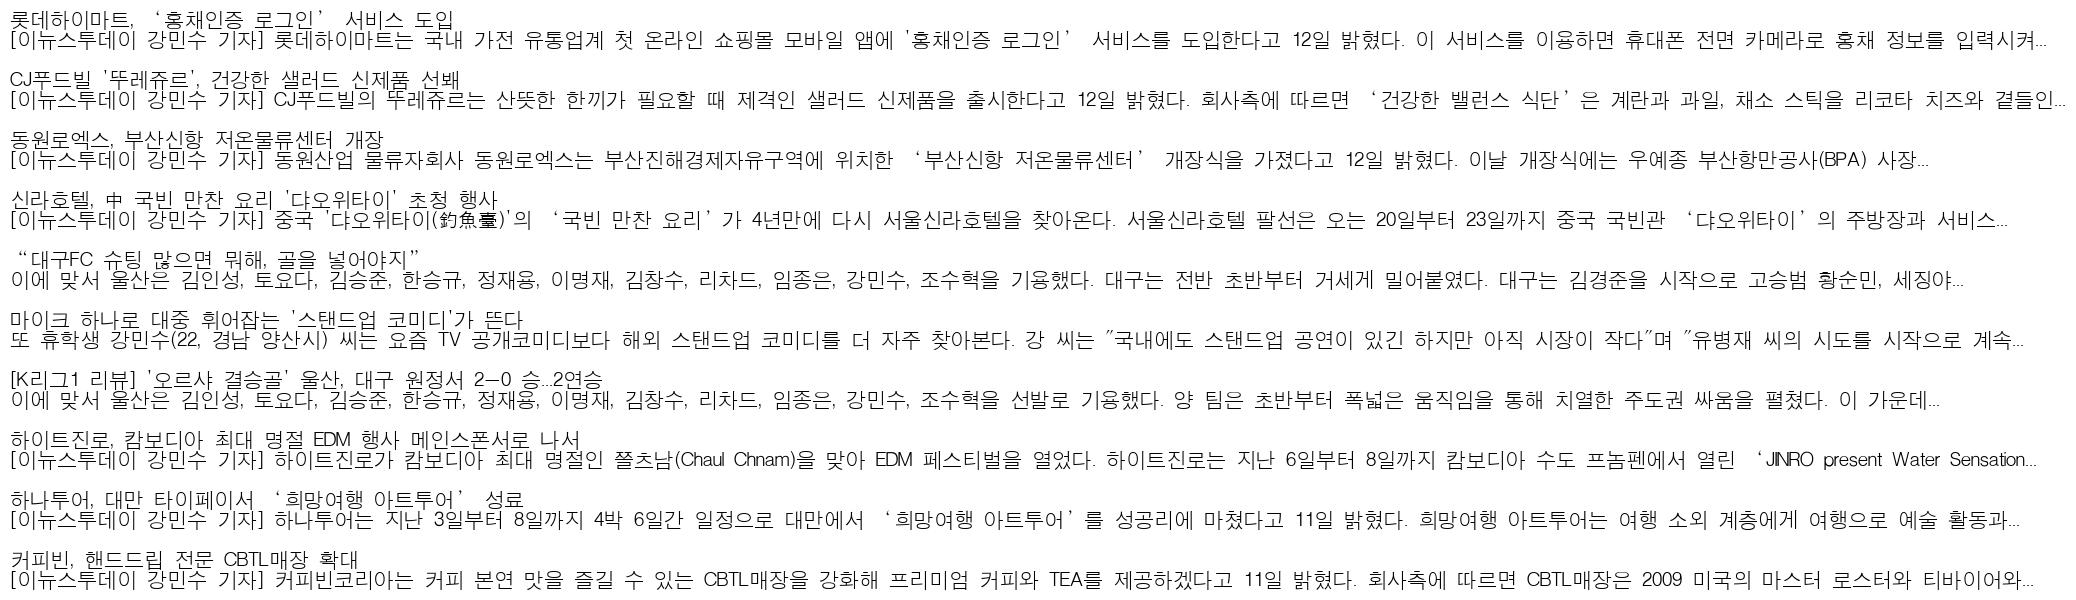 롯데하이마트, ‘홍채인증 로그인’ 서비스 도입
[이뉴스투데이 강민수 기자] 롯데하이마트는 국내 가전 유통업계 첫 온라인 쇼핑몰 모바일 앱에 '홍채인증 로그인’ 서비스를 도입한다고 12일 밝혔다. 이 서비스를 이용하면 휴대폰 전면 카메라로 홍채 정보를 입력시켜...
CJ푸드빌 '뚜레쥬르', 건강한 샐러드 신제품 선봬
[이뉴스투데이 강민수 기자] CJ푸드빌의 뚜레쥬르는 산뜻한 한끼가 필요할 때 제격인 샐러드 신제품을 출시한다고 12일 밝혔다. 회사측에 따르면 ‘건강한 밸런스 식단’은 계란과 과일, 채소 스틱을 리코타 치즈와 곁들인...
동원로엑스, 부산신항 저온물류센터 개장
[이뉴스투데이 강민수 기자] 동원산업 물류자회사 동원로엑스는 부산진해경제자유구역에 위치한 ‘부산신항 저온물류센터’ 개장식을 가졌다고 12일 밝혔다. 이날 개장식에는 우예종 부산항만공사(BPA) 사장...
신라호텔, 中 국빈 만찬 요리 '댜오위타이' 초청 행사
[이뉴스투데이 강민수 기자] 중국 '댜오위타이(釣魚臺)'의 ‘국빈 만찬 요리’가 4년만에 다시 서울신라호텔을 찾아온다. 서울신라호텔 팔선은 오는 20일부터 23일까지 중국 국빈관 ‘댜오위타이’의 주방장과 서비스...
“대구FC 슈팅 많으면 뭐해, 골을 넣어야지”
이에 맞서 울산은 김인성, 토요다, 김승준, 한승규, 정재용, 이명재, 김창수, 리차드, 임종은, 강민수, 조수혁을 기용했다. 대구는 전반 초반부터 거세게 밀어붙였다. 대구는 김경준을 시작으로 고승범 황순민, 세징야...
마이크 하나로 대중 휘어잡는 '스탠드업 코미디'가 뜬다
또 휴학생 강민수(22, 경남 양산시) 씨는 요즘 TV 공개코미디보다 해외 스탠드업 코미디를 더 자주 찾아본다. 강 씨는 "국내에도 스탠드업 공연이 있긴 하지만 아직 시장이 작다"며 "유병재 씨의 시도를 시작으로 계속...
[K리그1 리뷰] '오르샤 결승골' 울산, 대구 원정서 2-0 승...2연승
이에 맞서 울산은 김인성, 토요다, 김승준, 한승규, 정재용, 이명재, 김창수, 리차드, 임종은, 강민수, 조수혁을 선발로 기용했다. 양 팀은 초반부터 폭넓은 움직임을 통해 치열한 주도권 싸움을 펼쳤다. 이 가운데...
하이트진로, 캄보디아 최대 명절 EDM 행사 메인스폰서로 나서
[이뉴스투데이 강민수 기자] 하이트진로가 캄보디아 최대 명절인 쫄츠남(Chaul Chnam)을 맞아 EDM 페스티벌을 열었다. 하이트진로는 지난 6일부터 8일까지 캄보디아 수도 프놈펜에서 열린 ‘JINRO present Water Sensation...
하나투어, 대만 타이페이서 ‘희망여행 아트투어’ 성료
[이뉴스투데이 강민수 기자] 하나투어는 지난 3일부터 8일까지 4박 6일간 일정으로 대만에서 ‘희망여행 아트투어’를 성공리에 마쳤다고 11일 밝혔다. 희망여행 아트투어는 여행 소외 계층에게 여행으로 예술 활동과...
커피빈, 핸드드립 전문 CBTL매장 확대
[이뉴스투데이 강민수 기자] 커피빈코리아는 커피 본연 맛을 즐길 수 있는 CBTL매장을 강화해 프리미엄 커피와 TEA를 제공하겠다고 11일 밝혔다. 회사측에 따르면 CBTL매장은 2009 미국의 마스터 로스터와 티바이어와...